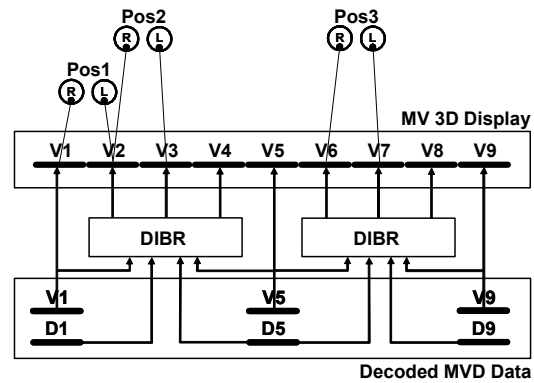 Pos2 Pos3
R L R L
Pos1
R L
MV 3D Display
V1 V2 V3 V4 V5 V6 V7 V8 V9
DIBR DIBR
V1 V5 V9
D1 D5 D9
Decoded MVD Data